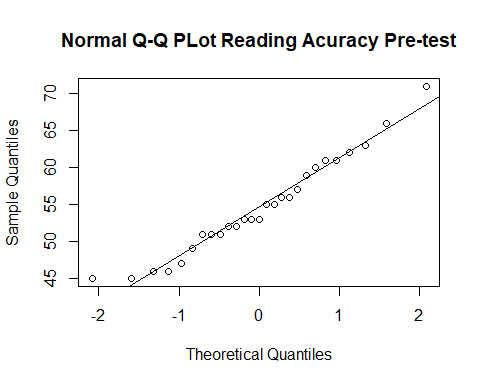 Normal Q-Q PLot Reading Acuracy Pre-test
Sample Quantiles
70
65
60
55
50
45
-2 -1 0 1 2
Theoretical Quantiles